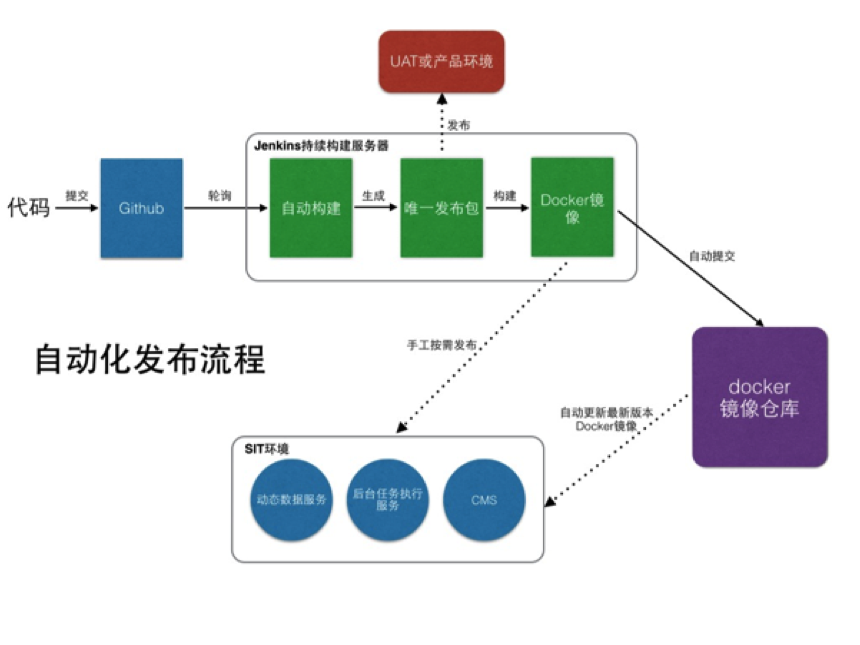 UAT或产品环境
发布
Jenkins持续构建服务器
代码
提交
Github
轮询
自动构建
生成
唯一发布包
构建
Docker镜
像
自动提交
手工按需发布
自动化发布流程
docker
镜像仓库
自动更新最新版本
Docker镜像
SIT环境
动态数据服务
后台任务执行
服务
CMS